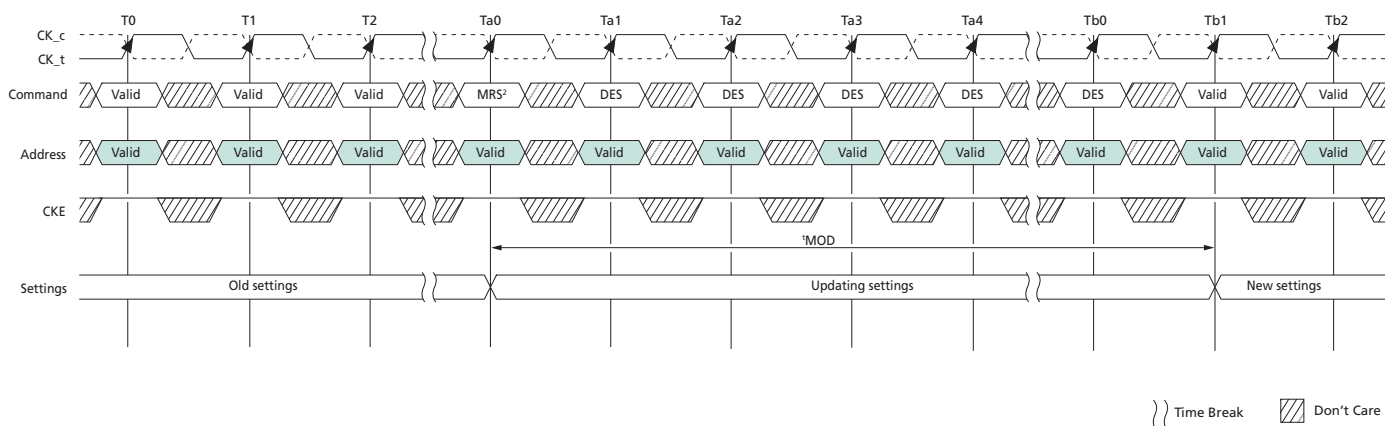 T0 T1 T2 Ta0 Ta1 Ta2 Ta3 Ta4 Tb0 Tb1 Tb2
CK_c
CK_t
Command Valid Valid Valid MRS² DES DES DES DES DES Valid Valid
Address Valid Valid Valid Valid Valid Valid Valid Valid Valid Valid Valid
CKE
ᵗMOD
Settings Old settings Updating settings New settings
Time Break Don't Care